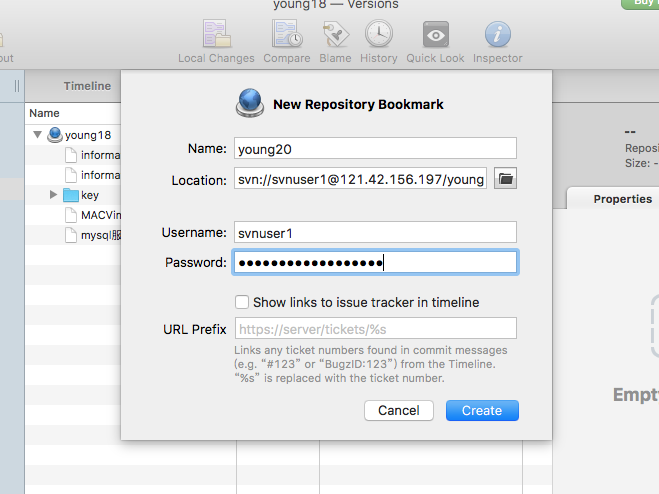 young18 — Versions
Buy
out
Local Changes Compare Blame History Quick Look Inspector
Timeline
New Repository Bookmark
Name
young18
Name: young20
--
informa
Reposi
Location: svn://svnuser1@121.42.156.197/young
Size: --
informa
key
Properties
MACVin
Username: svnuser1
mysql服
Password: ••••••••••••••••••
Show links to issue tracker in timeline
URL Prefix https://server/tickets/%s
Links any ticket numbers found in commit messages
(e.g. “#123” or “BugzID:123”) from the Timeline.
“%s” is replaced with the ticket number.
Empty
Cancel Create